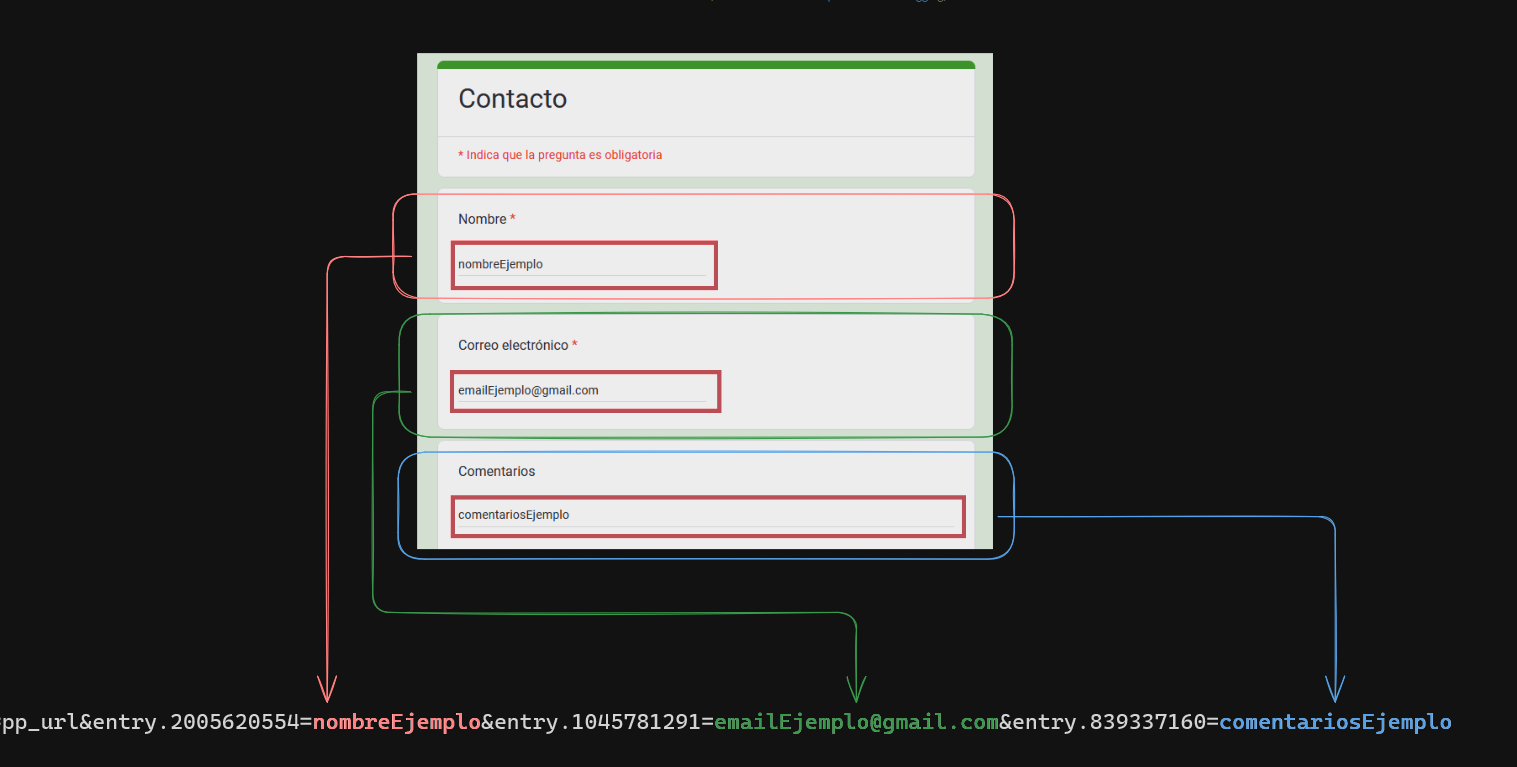 Contacto
* Indica que la pregunta es obligatoria
Nombre *
nombreEjemplo
Correo electrónico *
emailEjemplo@gmail.com
Comentarios
comentariosEjemplo
=pp_url&entry.2005620554=nombreEjemplo&entry.1045781291=emailEjemplo@gmail.com&entry.839337160=comentariosEjemplo